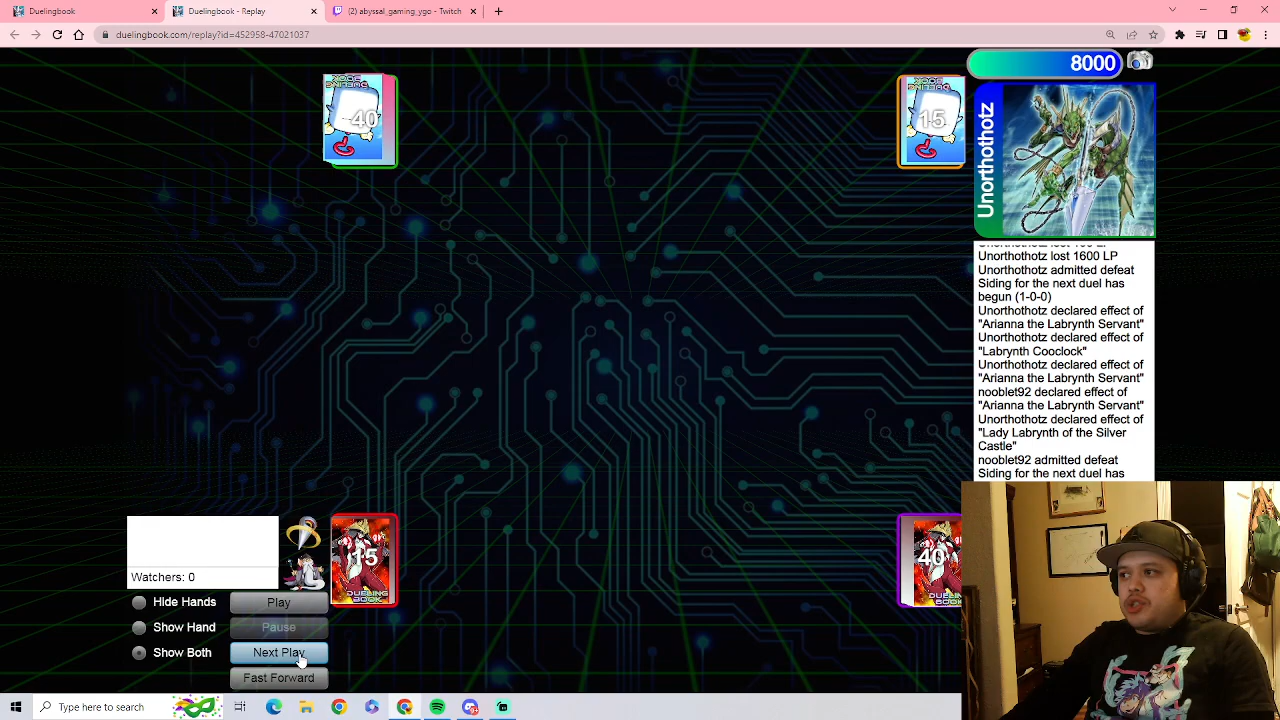 Duelingbook
Duelingbook - Replay
(2) abyssal_gaming_ygo - Twitch
duelingbook.com/replay?id=452958-47021037
8000
Unorthothotz
40
15
Unorthothotz lost 1600 LP
Unorthothotz admitted defeat
Siding for the next duel has
begun (1-0-0)
Unorthothotz declared effect of
"Arianna the Labrynth Servant"
Unorthothotz declared effect of
"Labrynth Cooclock"
Unorthothotz declared effect of
"Arianna the Labrynth Servant"
nooblet92 declared effect of
"Arianna the Labrynth Servant"
Unorthothotz declared effect of
"Lady Labrynth of the Silver
Castle"
nooblet92 admitted defeat
Siding for the next duel has
Watchers: 0
15
DUELING
BOOK
40
DUELING
BOOK
Hide Hands
Play
Show Hand
Pause
Show Both
Next Play
Fast Forward
Type here to search